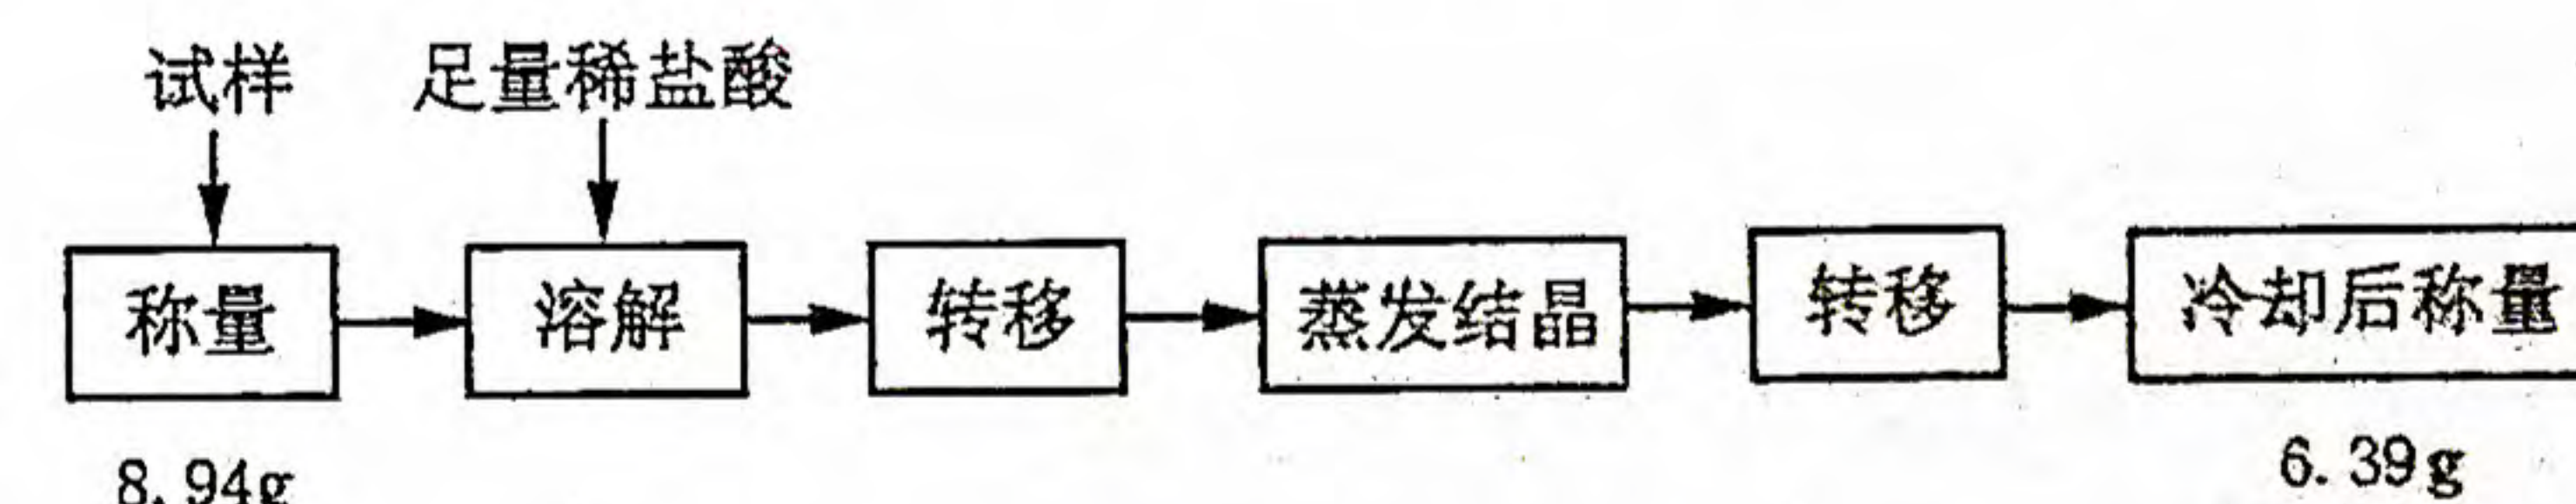 试样 足量稀盐酸
称量 溶解 转移 蒸发结晶 转移 冷却后称量
8.94g 6.39g